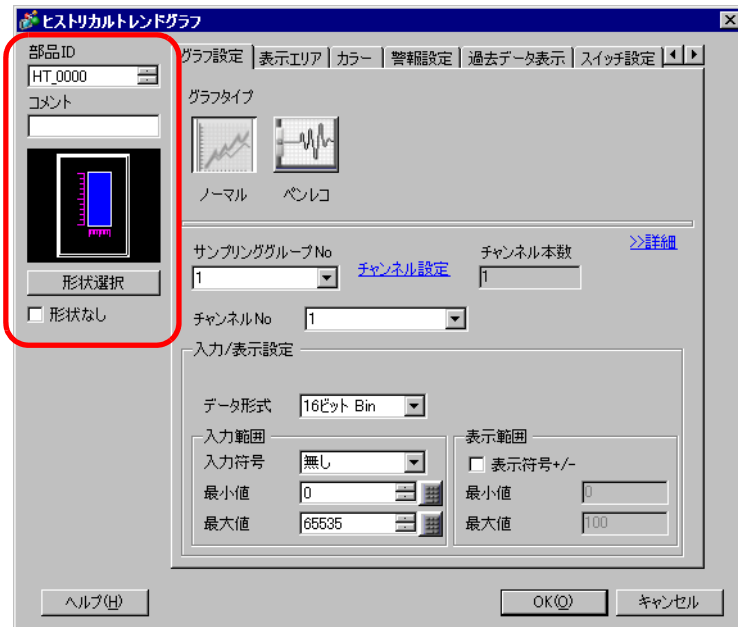 ヒストリカルトレンドグラフ
部品ID
HT_0000
コメント
形状選択
形状なし
グラフ設定 表示エリア カラー 警報設定 過去データ表示 スイッチ設定
グラフタイプ
ノーマル ペンレコ
サンプリンググループNo チャンネル本数 >>詳細
1 チャンネル設定 1
チャンネルNo 1
入力/表示設定
データ形式 16ビット Bin
入力範囲 表示範囲
入力符号 無し 表示符号+/-
最小値 0 最小値 0
最大値 65535 最大値 100
ヘルプ(H) OK(O) キャンセル